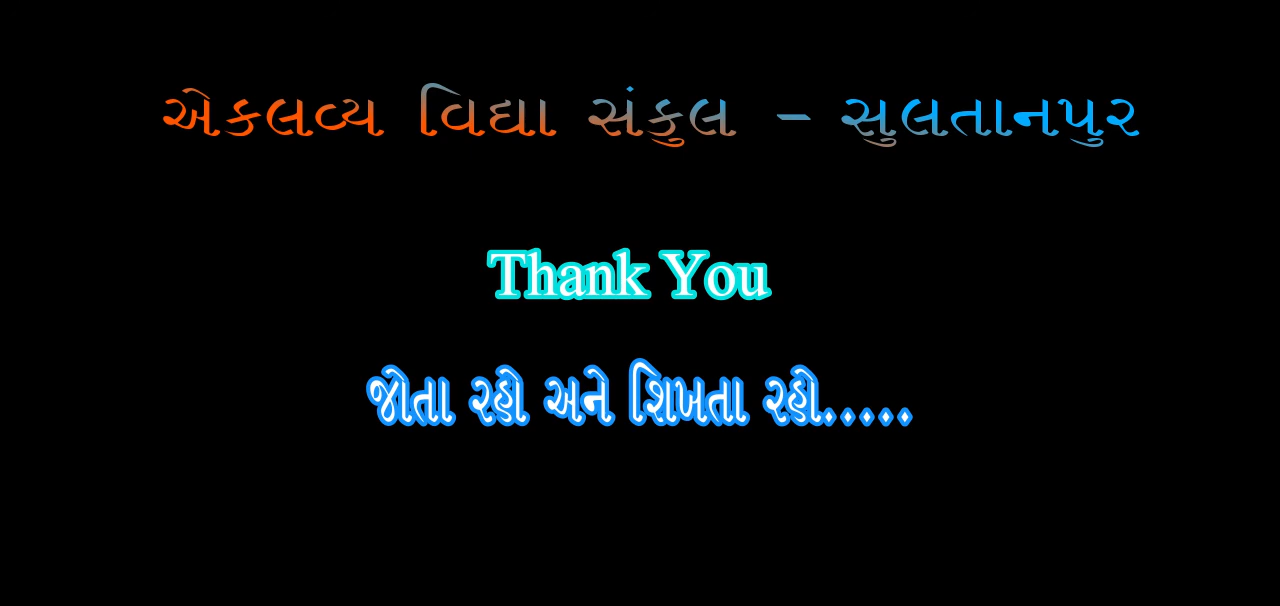 એકલવ્ય વિદ્યા સંકુલ - સુલતાનપુર
Thank You
જોતા રહો અને શિખતા રહો.....